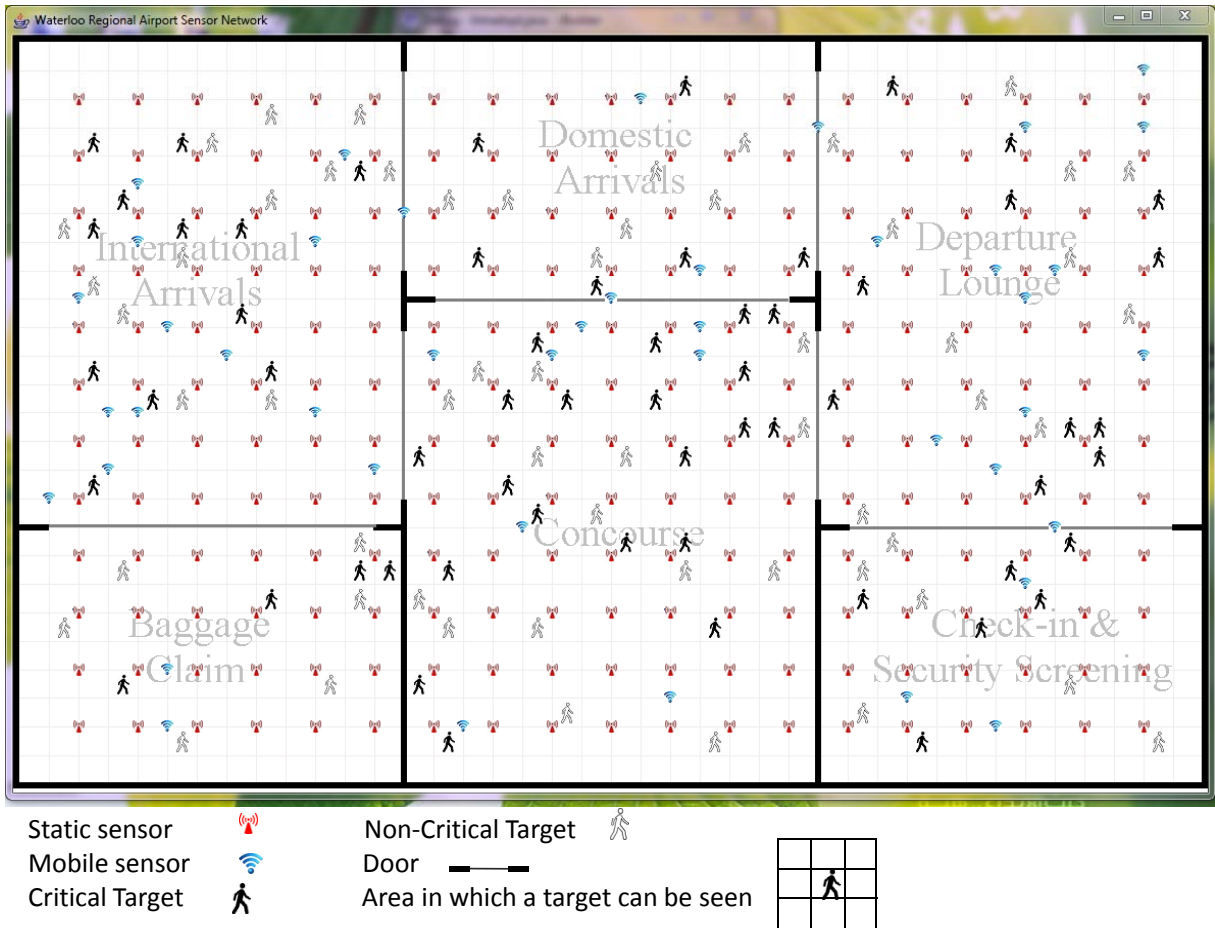 Waterloo Regional Airport Sensor Network
Domestic
Arrivals
International
Arrivals
Departure
Lounge
Concourse
Baggage
Claim
Check-in &
Security Screening
Static sensor
Non-Critical Target
Mobile sensor
Door
Critical Target
Area in which a target can be seen